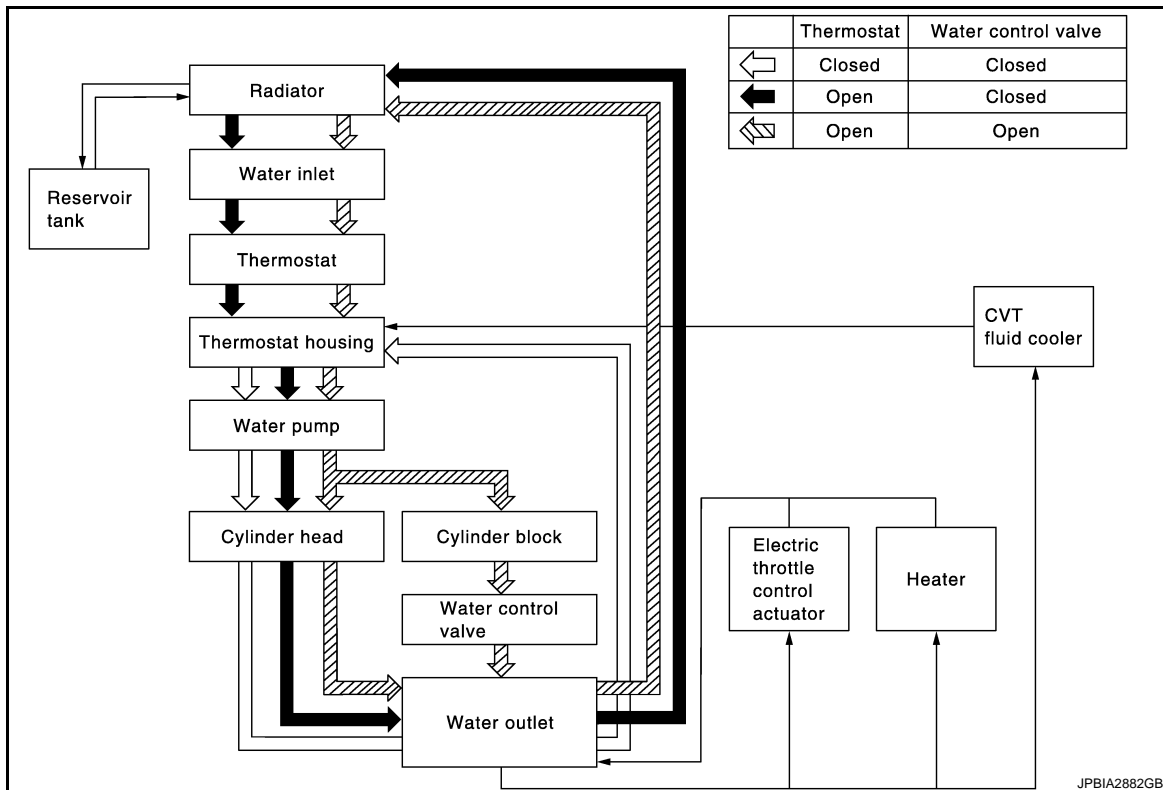 Thermostat Water control valve
Closed Closed
Open Closed
Open Open
Radiator
Water inlet
Reservoir
tank
Thermostat
Thermostat housing
CVT
fluid cooler
Water pump
Cylinder head
Cylinder block
Electric
throttle
control
actuator
Heater
Water control
valve
Water outlet
JPBIA2882GB